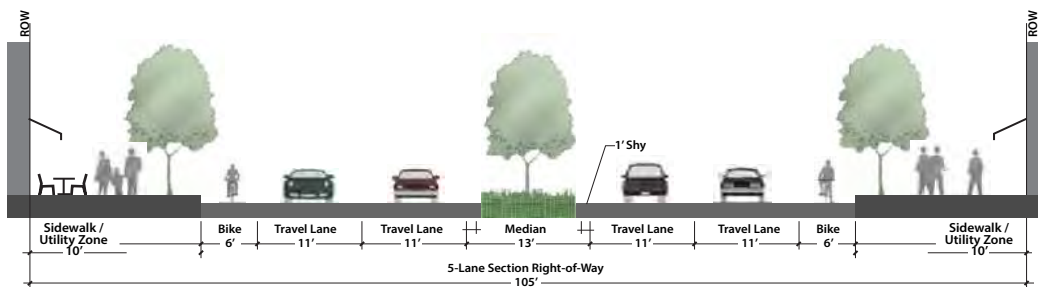 ROW
ROW
1' Shy
Sidewalk /
Utility Zone
10'
Bike
6'
Travel Lane
11'
Travel Lane
11'
Median
13'
Travel Lane
11'
Travel Lane
11'
Bike
6'
Sidewalk /
Utility Zone
10'
5-Lane Section Right-of-Way
105'